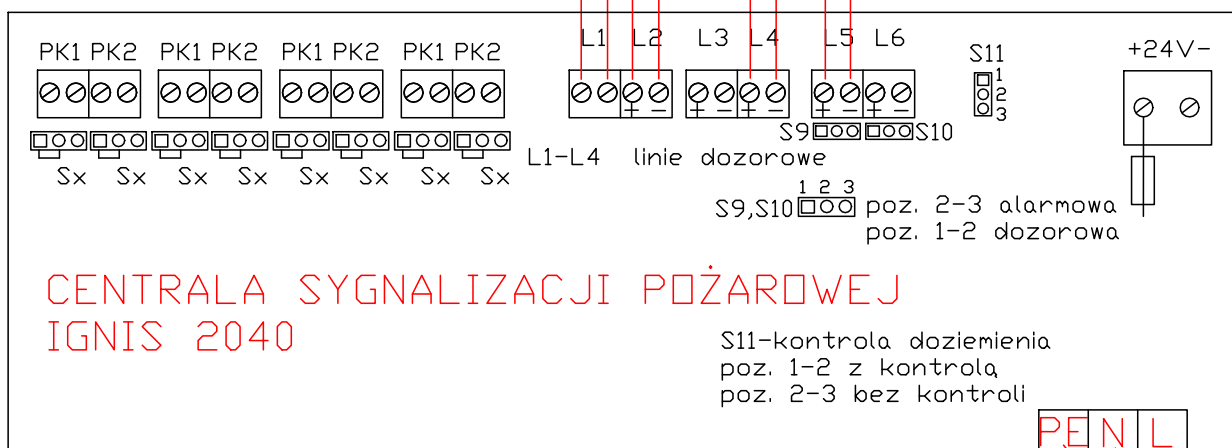 PK1 PK2 PK1 PK2 PK1 PK2 PK1 PK2 L1 L2 L3 L4 L5 L6 S11 +24V-
1
2
3
+ - + - + - + - + -
S9 S10
Sx Sx Sx Sx Sx Sx Sx Sx
L1-L4 linie dozorowe
1 2 3
S9,S10 poz. 2-3 alarmowa
poz. 1-2 dozorowa
CENTRALA SYGNALIZACJI POŻAROWEJ
IGNIS 2040
S11-kontrola doziemienia
poz. 1-2 z kontrolą
poz. 2-3 bez kontroli
PE N L